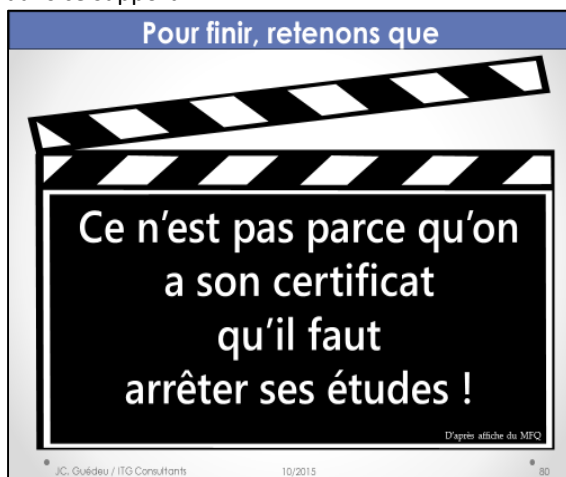 Pour finir, retenons que
Ce n'est pas parce qu'on
a son certificat
qu'il faut
arrêter ses études !
D'après affiche du MFQ
JC. Guédeu / ITG Consultants 10/2015 80